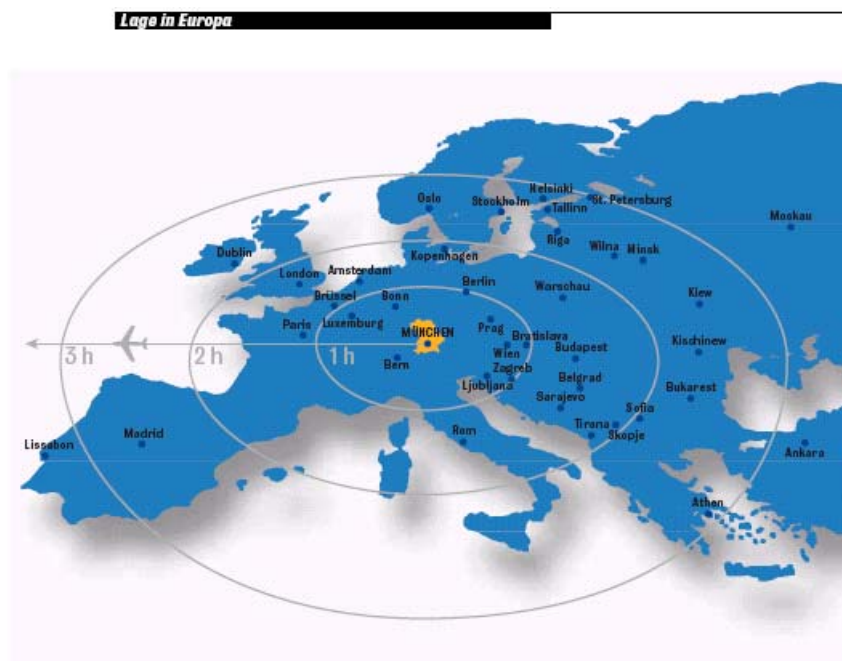 Lage in Europa
Oslo
Stockholm
Helsinki
Tallinn
St. Petersburg
Moskau
Riga
Wilna
Minsk
Dublin
Kopenhagen
London
Amsterdam
Berlin
Warschau
Kiew
Brüssel
Bonn
Luxemburg
Paris
MÜNCHEN
Prag
Bratislava
Wien
Budapest
Kischinew
3 h
2 h
1 h
Bern
Zagreb
Ljubljana
Belgrad
Bukarest
Sarajevo
Sofia
Tirana
Skopje
Lissabon
Madrid
Rom
Ankara
Athen